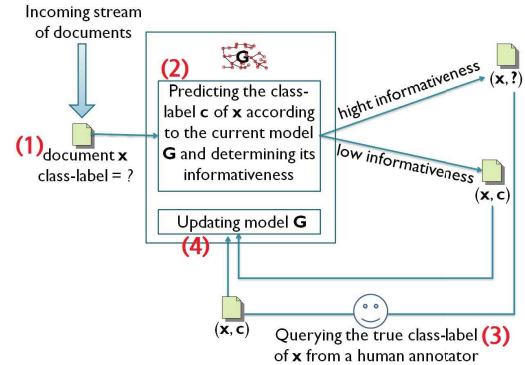 Incoming stream
of documents
G
(2)
Predicting the class-
label c of x according
to the current model
G and determining its
informativeness
(1)
document x
class-label = ?
hight informativeness
(x, ?)
low informativeness
(x, c)
Updating model G
(4)
(x, c)
Querying the true class-label (3)
of x from a human annotator